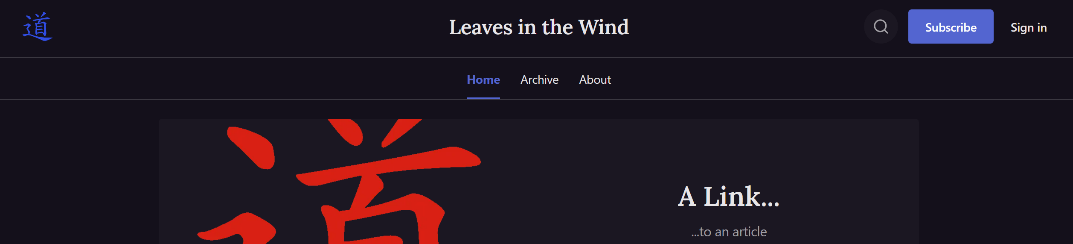 道
Leaves in the Wind
Subscribe
Sign in
Home
Archive
About
道
A Link...
...to an article